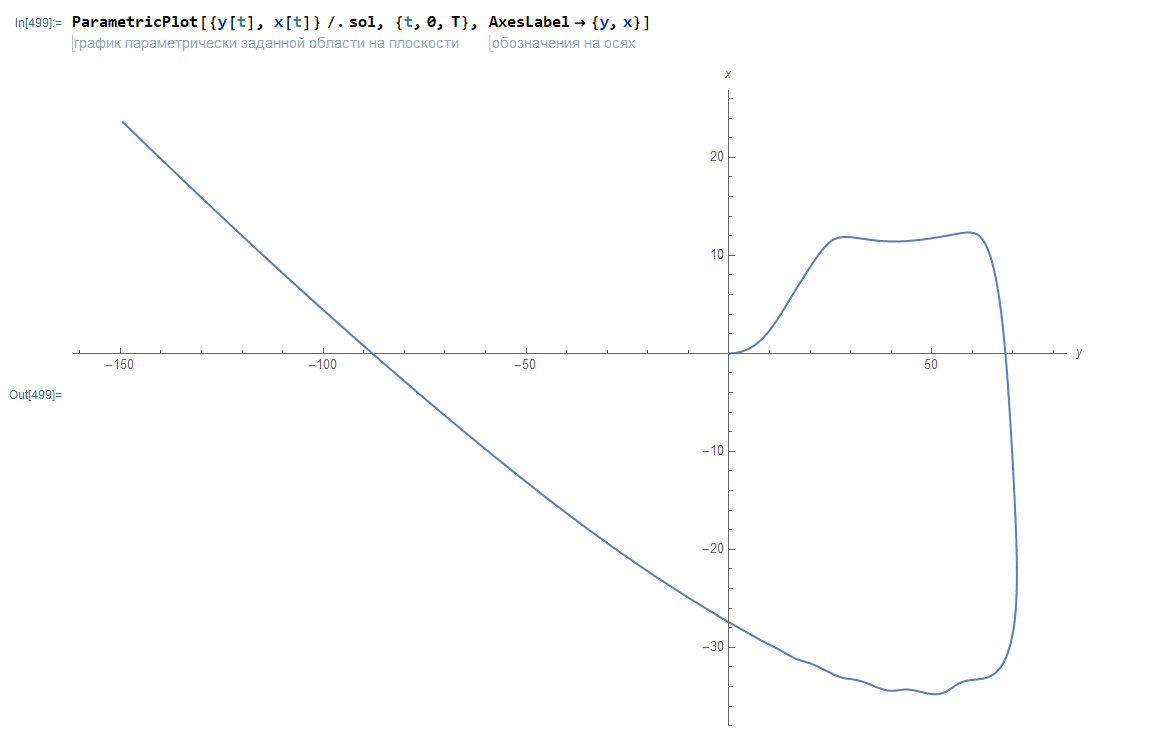 In[499]:= ParametricPlot[{y[t], x[t]} /. sol, {t, 0, T}, AxesLabel → {y, x}]
график параметрически заданной области на плоскости обозначения на осях
x
20
10
-150 -100 -50 50 y
Out[499]=
-10
-20
-30